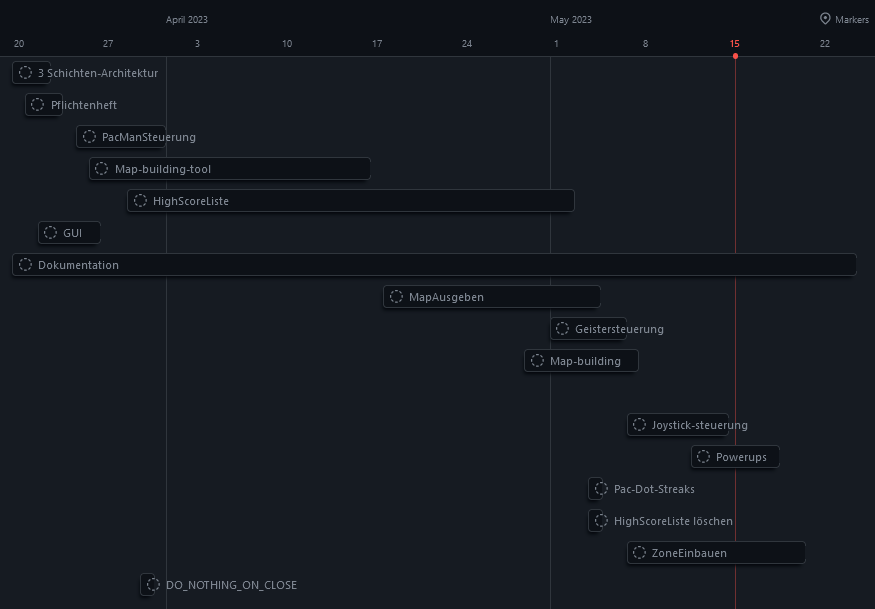 April 2023 May 2023 Markers
20 27 3 10 17 24 1 8 15 22
3 Schichten-Architektur
Pflichtenheft
PacManSteuerung
Map-building-tool
HighScoreListe
GUI
Dokumentation
MapAusgeben
Geistersteuerung
Map-building
Joystick-steuerung
Powerups
Pac-Dot-Streaks
HighScoreListe löschen
ZoneEinbauen
DO_NOTHING_ON_CLOSE